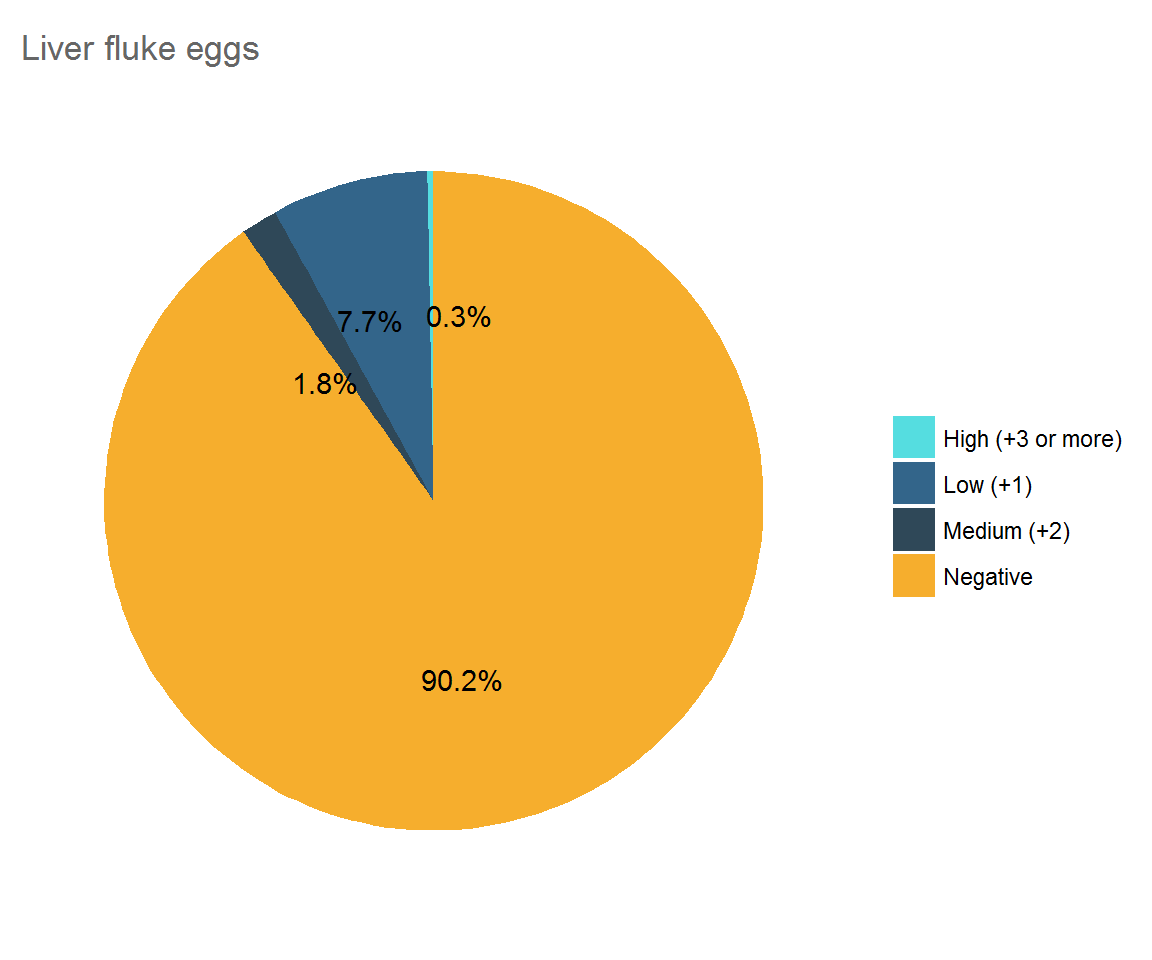 Liver fluke eggs
0.3%
7.7%
1.8%
90.2%
High (+3 or more)
Low (+1)
Medium (+2)
Negative